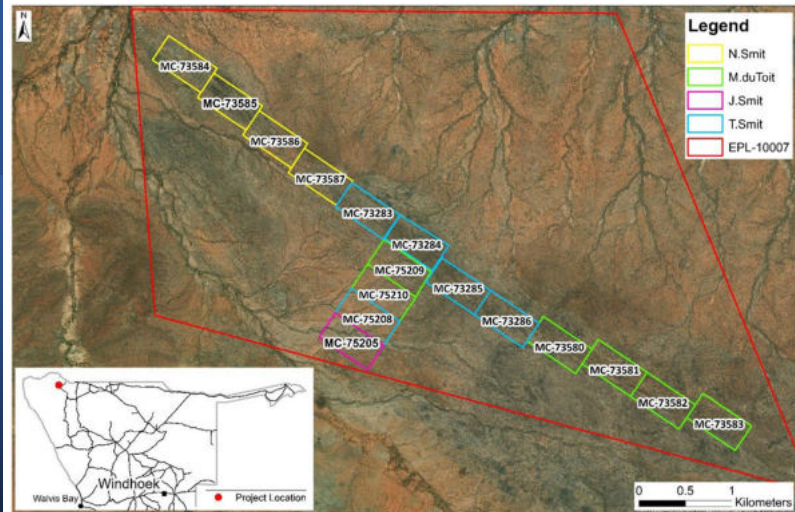 N
Legend
N.Smit
M.duToit
J.Smit
T.Smit
EPL-10007
MC-73584
MC-73585
MC-73586
MC-73587
MC-73283
MC-73284
MC-75209
MC-73285
MC-75210
MC-73286
MC-75208
MC-75205
MC-73580
MC-73581
MC-73582
MC-73583
Windhoek
Walvis Bay
Project Location
0 0.5 1
Kilometers